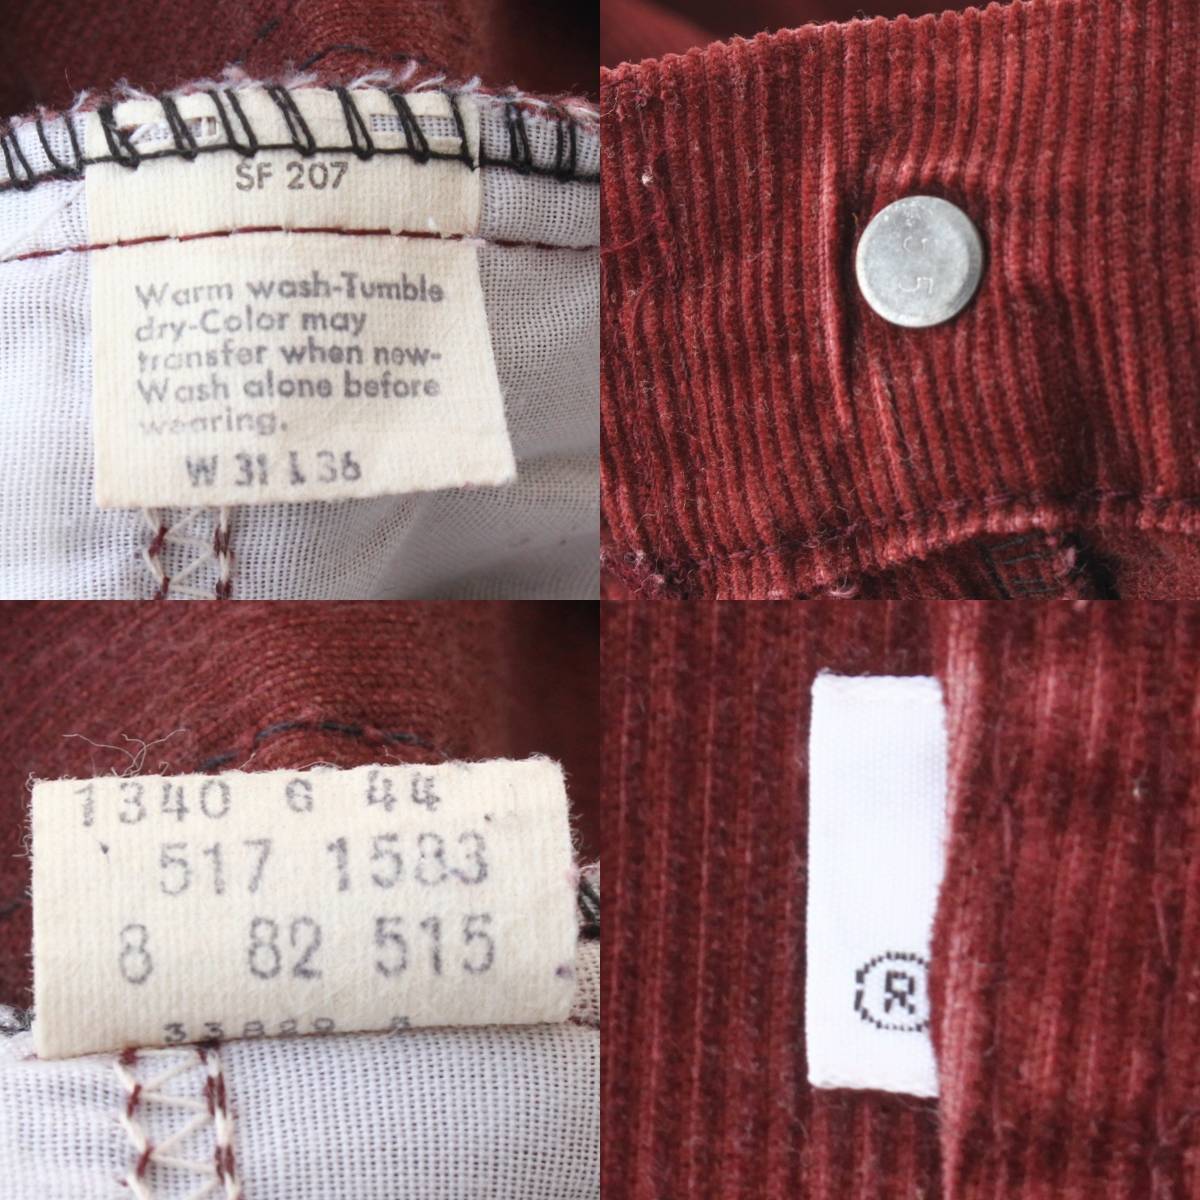 SF 207
Warm wash-Tumble
dry-Color may
transfer when new-
Wash alone before
wearing.
W 31 L 36
5
1340 6 44
517 1583
8 82 515
®